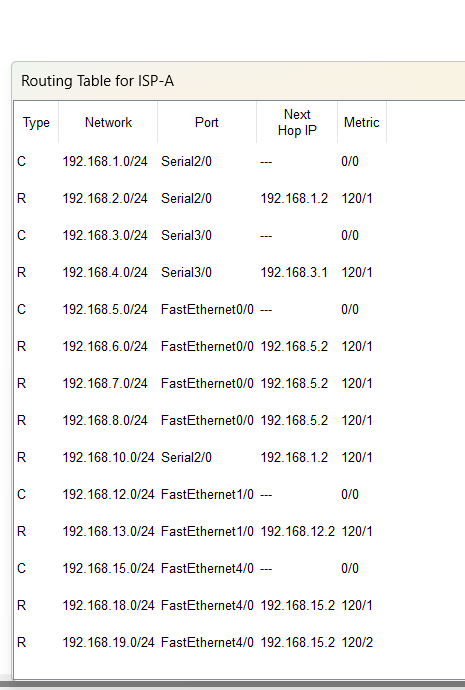 Routing Table for ISP-A
Type Network Port Next Hop IP Metric
C 192.168.1.0/24 Serial2/0 --- 0/0
R 192.168.2.0/24 Serial2/0 192.168.1.2 120/1
C 192.168.3.0/24 Serial3/0 --- 0/0
R 192.168.4.0/24 Serial3/0 192.168.3.1 120/1
C 192.168.5.0/24 FastEthernet0/0 --- 0/0
R 192.168.6.0/24 FastEthernet0/0 192.168.5.2 120/1
R 192.168.7.0/24 FastEthernet0/0 192.168.5.2 120/1
R 192.168.8.0/24 FastEthernet0/0 192.168.5.2 120/1
R 192.168.10.0/24 Serial2/0 192.168.1.2 120/1
C 192.168.12.0/24 FastEthernet1/0 --- 0/0
R 192.168.13.0/24 FastEthernet1/0 192.168.12.2 120/1
C 192.168.15.0/24 FastEthernet4/0 --- 0/0
R 192.168.18.0/24 FastEthernet4/0 192.168.15.2 120/1
R 192.168.19.0/24 FastEthernet4/0 192.168.15.2 120/2